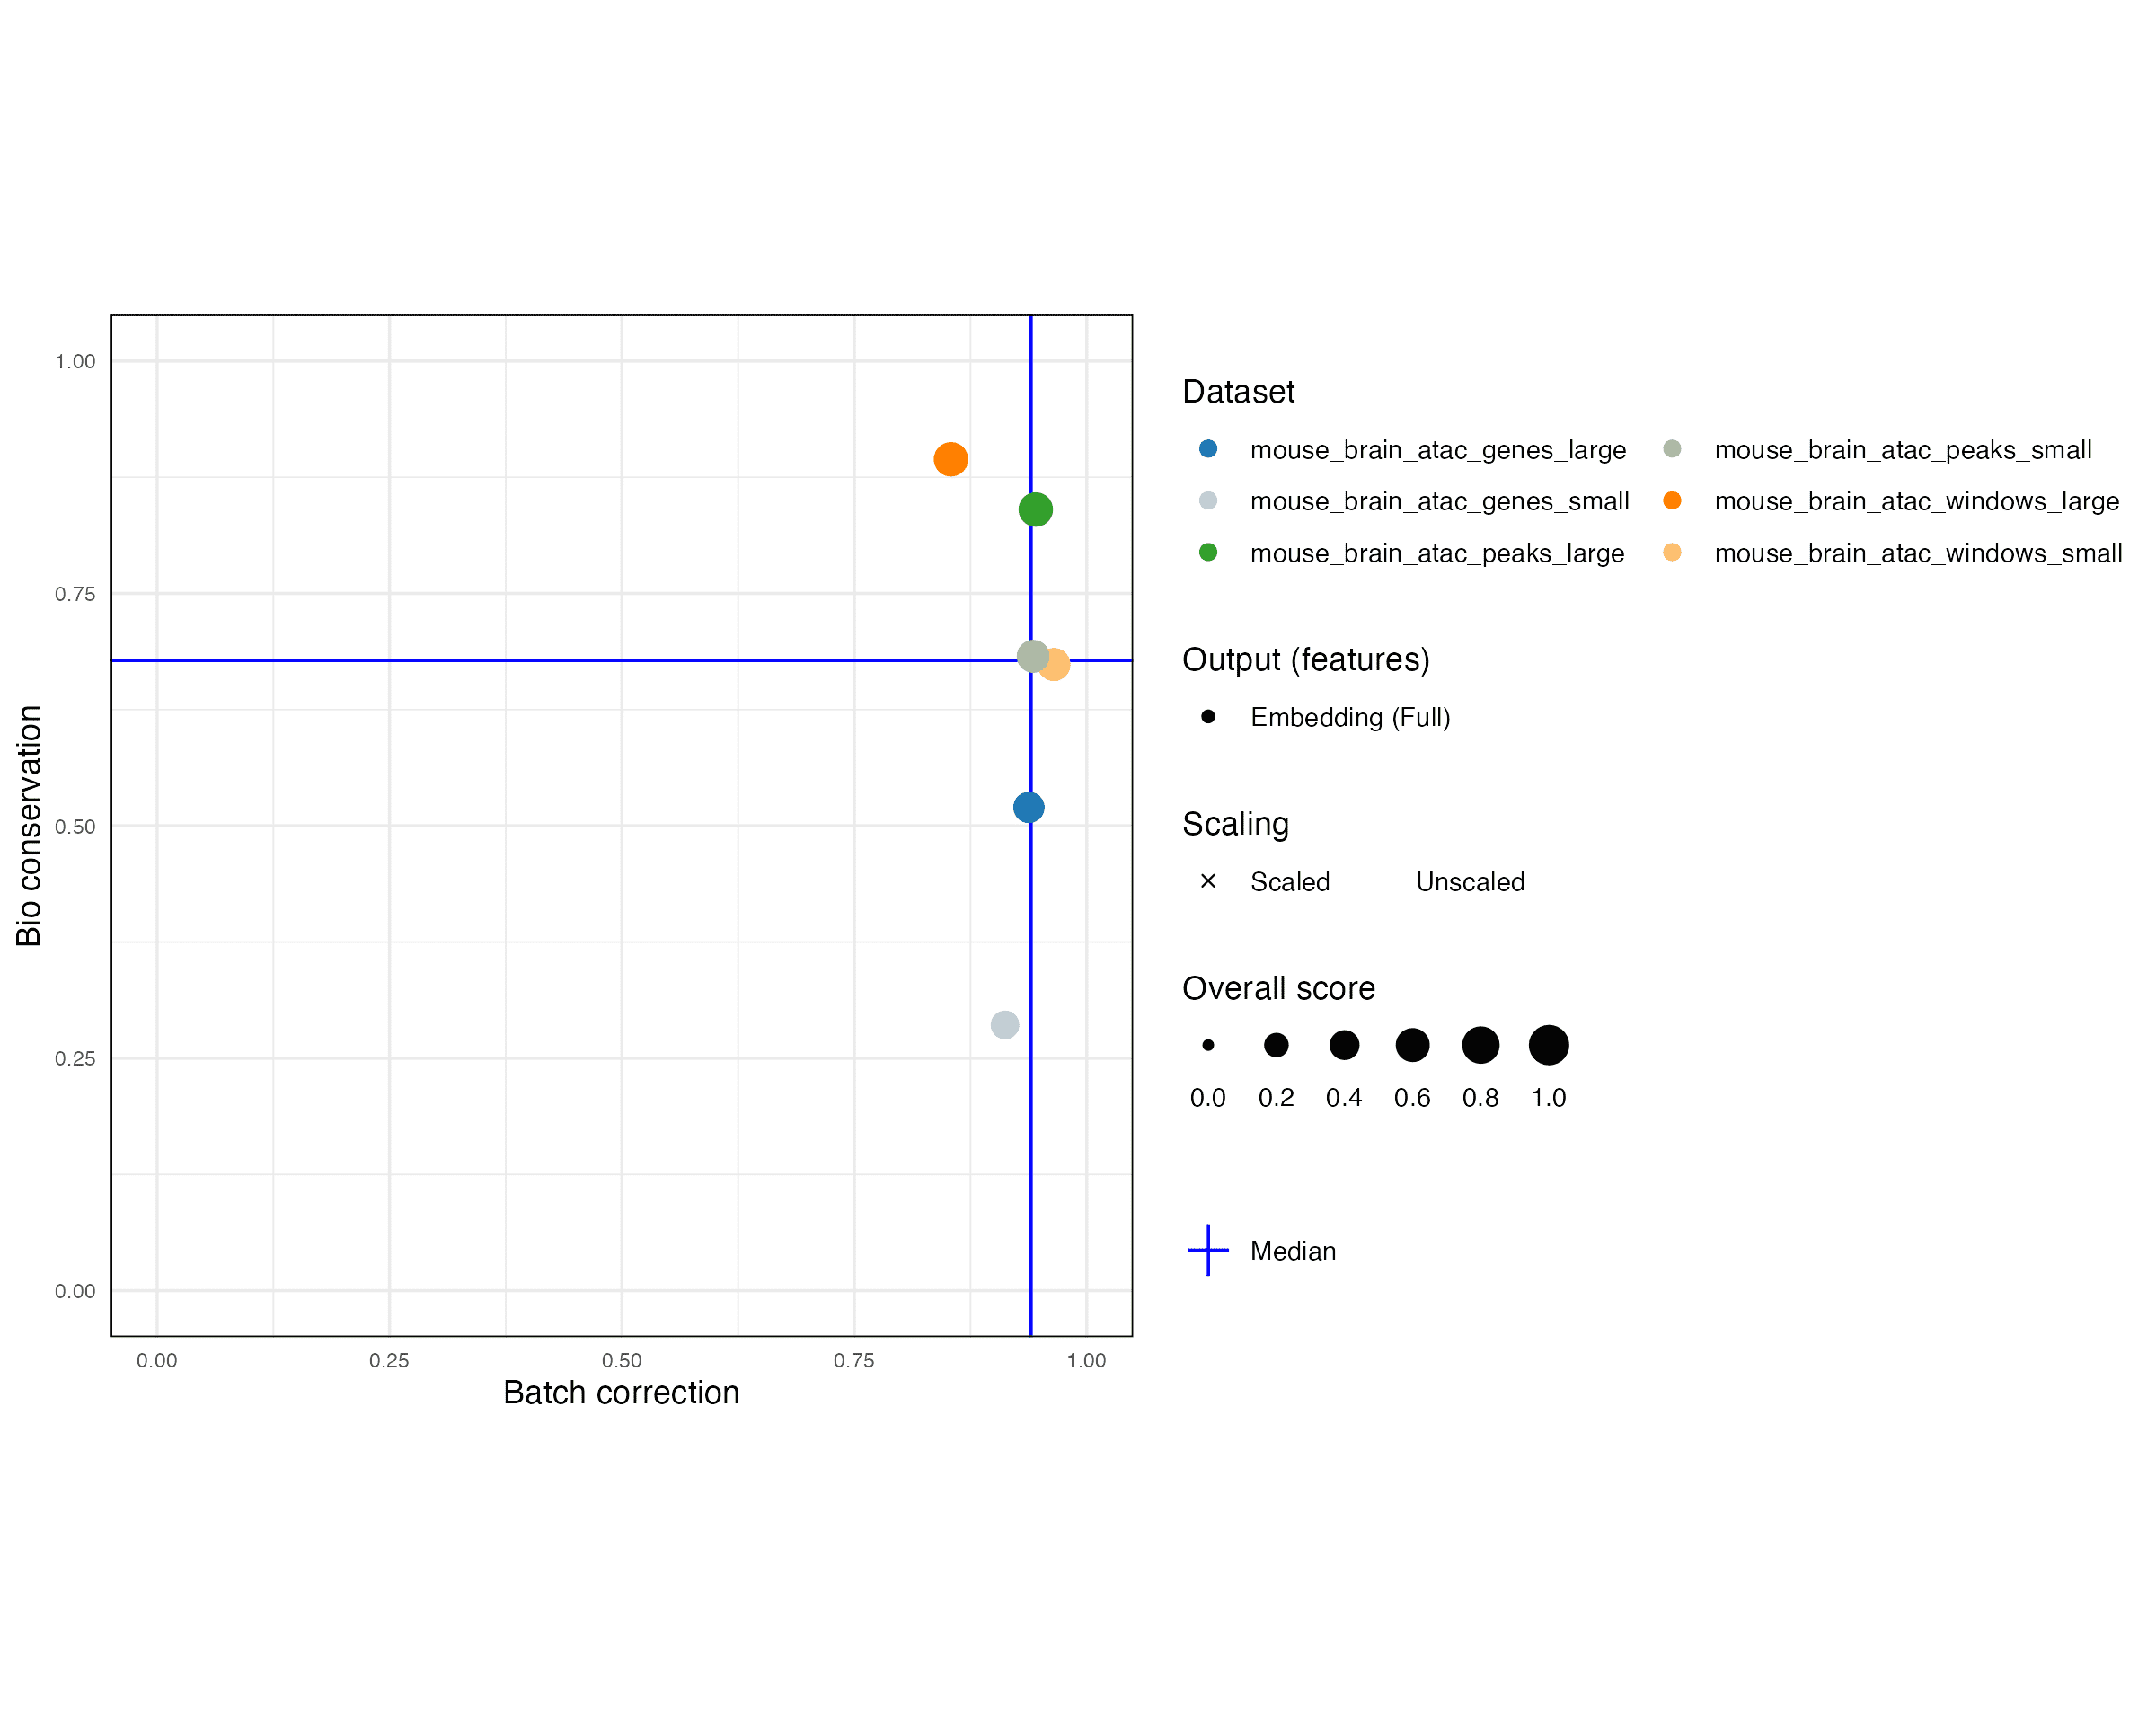 1.00
0.75
0.50
0.25
0.00
Bio conservation
0.00 0.25 0.50 0.75 1.00
Batch correction
Dataset
mouse_brain_atac_genes_large mouse_brain_atac_peaks_small
mouse_brain_atac_genes_small mouse_brain_atac_windows_large
mouse_brain_atac_peaks_large mouse_brain_atac_windows_small
Output (features)
Embedding (Full)
Scaling
Scaled Unscaled
Overall score
0.0 0.2 0.4 0.6 0.8 1.0
Median